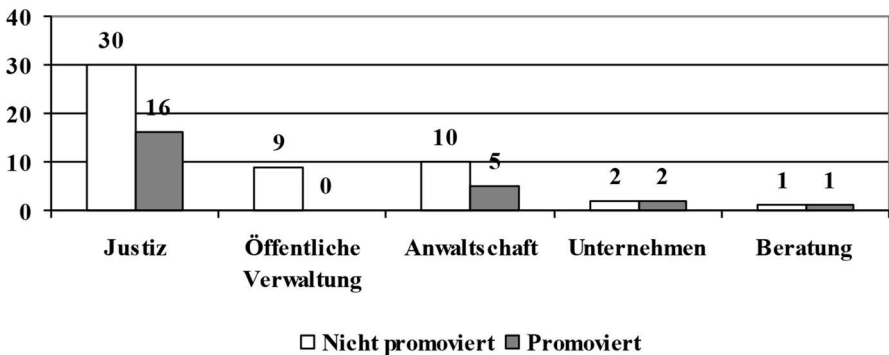 40
30
20
10
0
30
16
9
0
10
5
2
2
1
1
Justiz
Öffentliche
Verwaltung
Anwaltschaft
Unternehmen
Beratung
Nicht promoviert
Promoviert